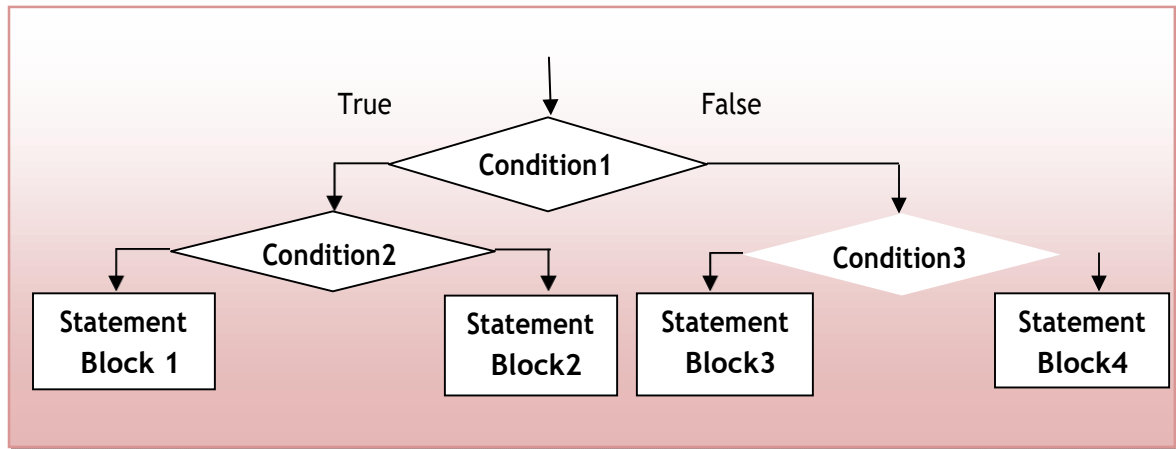 True
False
Condition1
Condition2
Condition3
Statement
Block 1
Statement
Block2
Statement
Block3
Statement
Block4